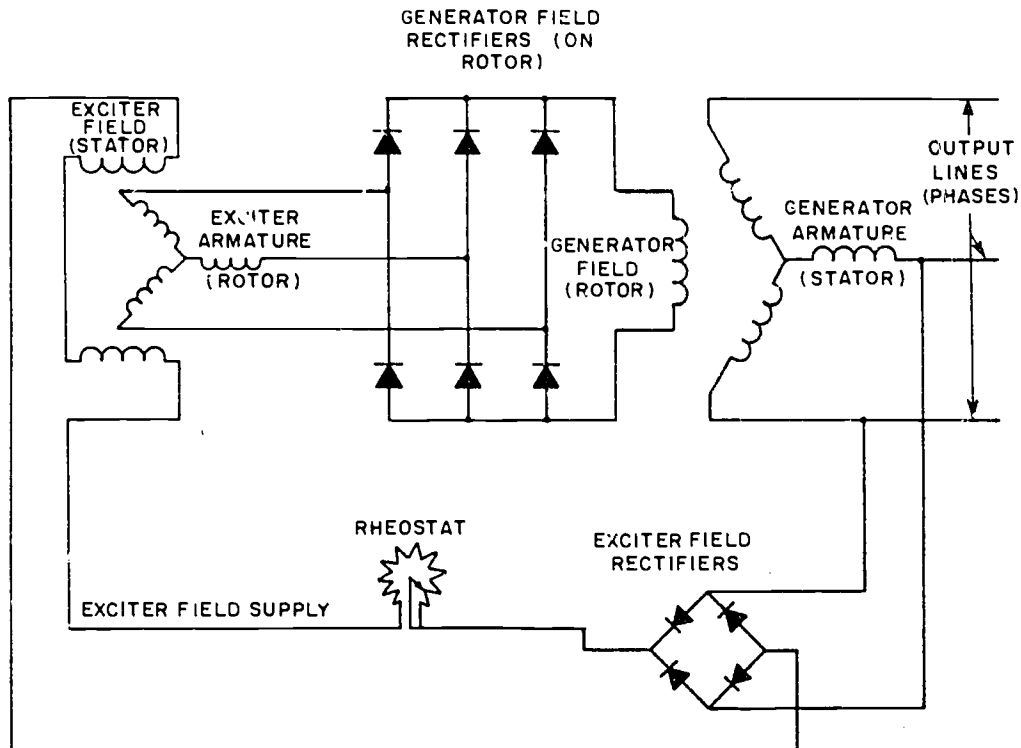 GENERATOR FIELD
RECTIFIERS (ON
ROTOR)
EXCITER
FIELD
(STATOR)
EXCITER
ARMATURE
(ROTOR)
GENERATOR
FIELD
(ROTOR)
GENERATOR
ARMATURE
(STATOR)
OUTPUT
LINES
(PHASES)
RHEOSTAT
EXCITER FIELD
RECTIFIERS
EXCITER FIELD SUPPLY